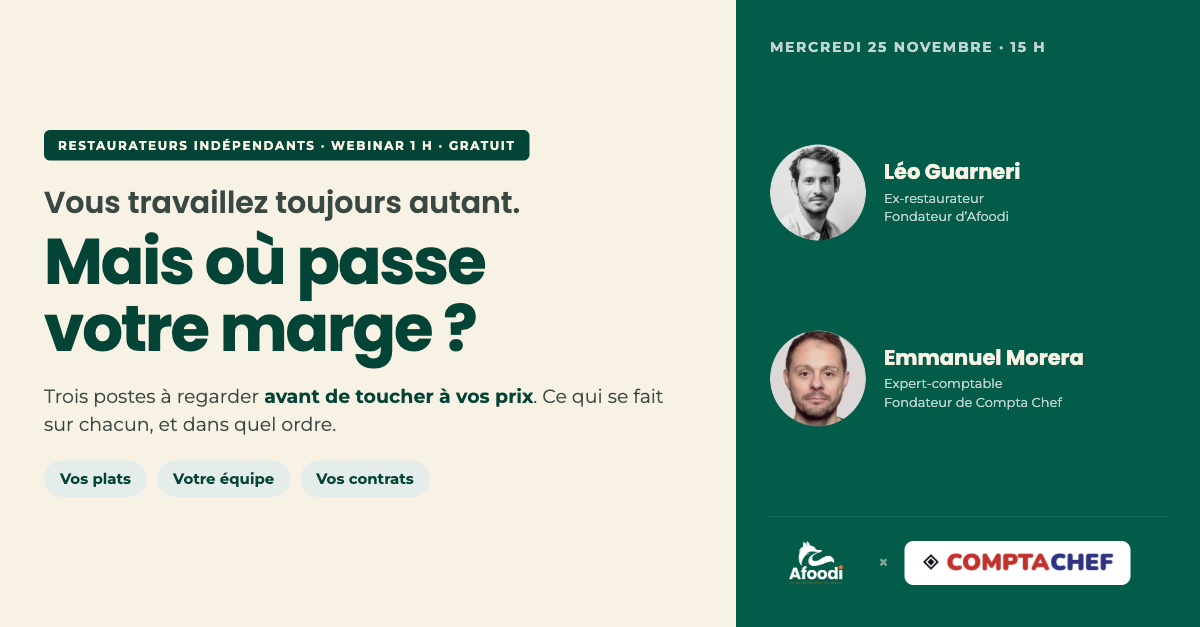 RESTAURATEURS INDÉPENDANTS · WEBINAR 1 H · GRATUIT
Vous travaillez toujours autant.
Mais où passe
votre marge ?
Trois postes à regarder avant de toucher à vos prix. Ce qui se fait
sur chacun, et dans quel ordre.
Vos plats
Votre équipe
Vos contrats
MERCREDI 25 NOVEMBRE · 15 H
Léo Guarneri
Ex-restaurateur
Fondateur d’Afoodi
Emmanuel Morera
Expert-comptable
Fondateur de Compta Chef
Afoodi
×
COMPTACHEF